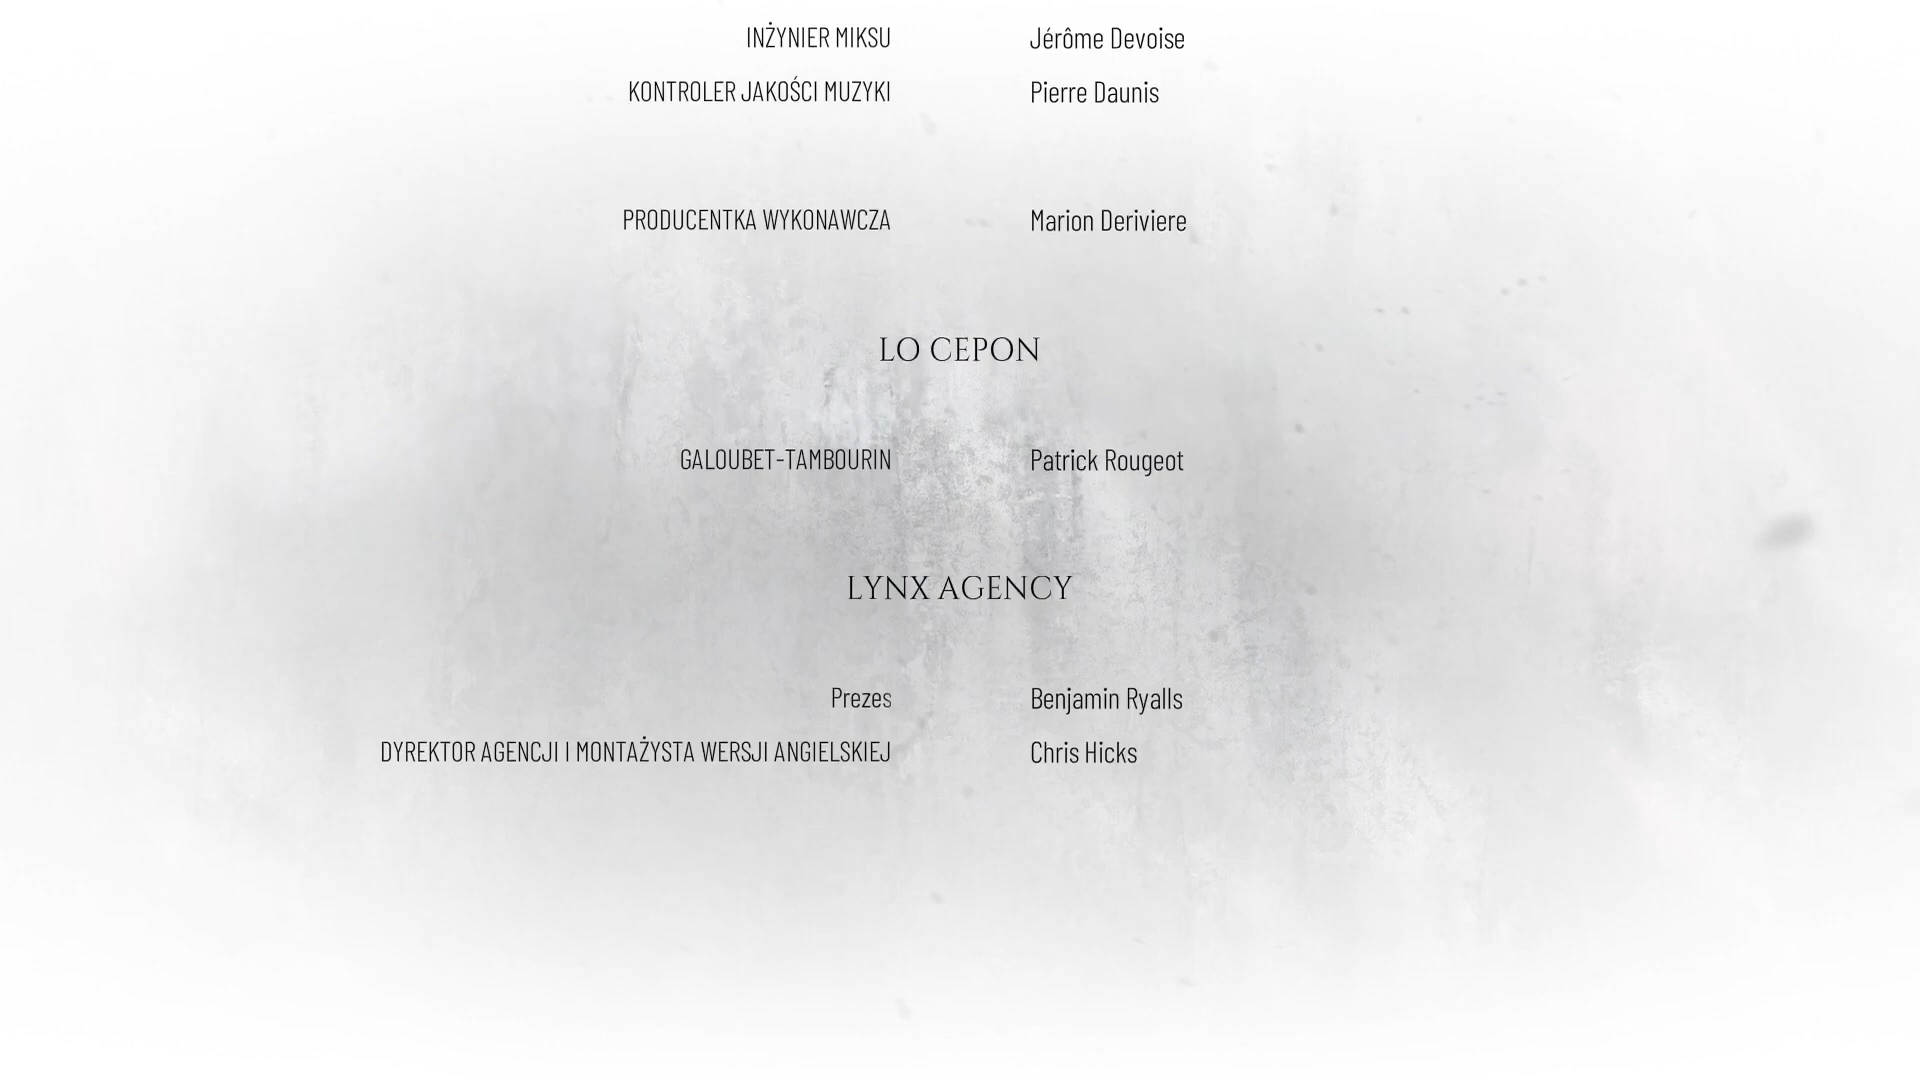 INŻYNIER MIKSU Jérôme Devoise
KONTROLER JAKOŚCI MUZYKI Pierre Daunis
PRODUCENTKA WYKONAWCZA Marion Deriviere
LO CEPON
GALOUBET-TAMBOURIN Patrick Rougeot
LYNX AGENCY
Prezes Benjamin Ryalls
DYREKTOR AGENCJI I MONTAŻYSTA WERSJI ANGIELSKIEJ Chris Hicks